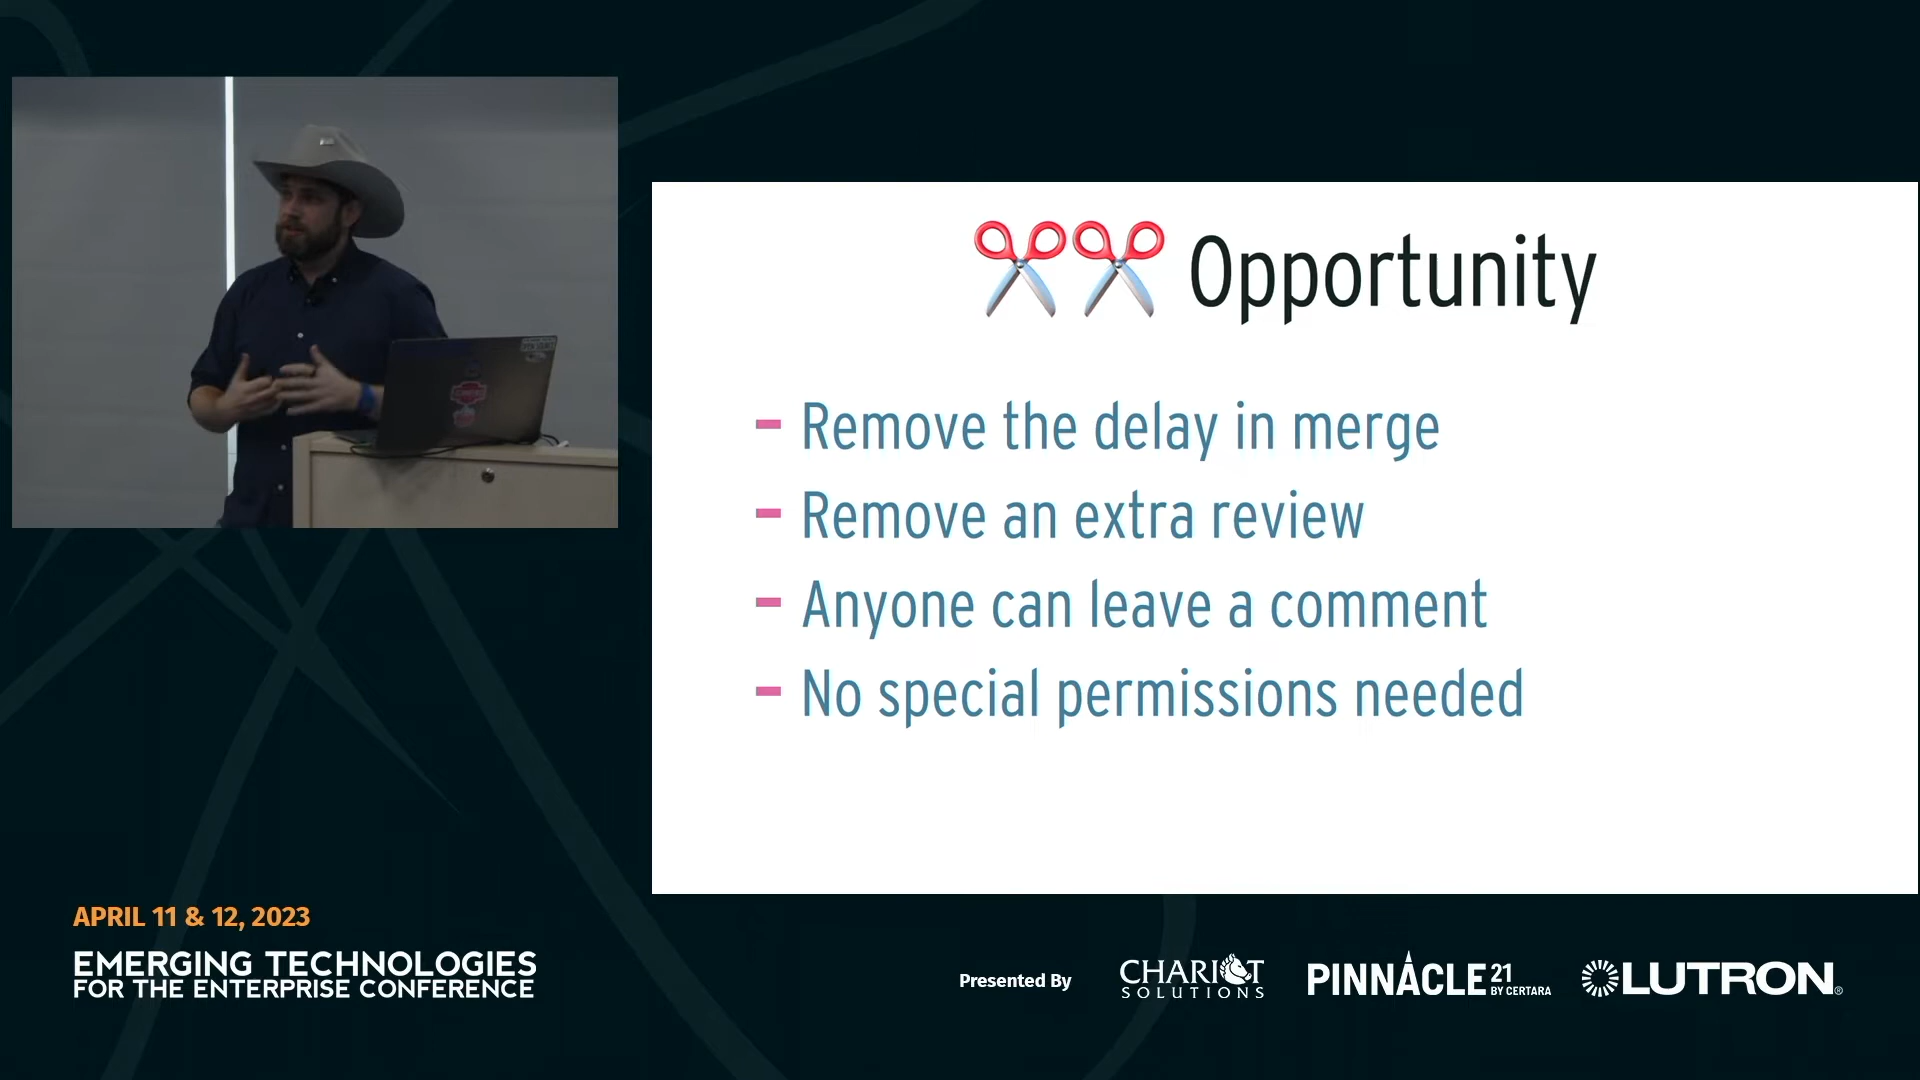 Opportunity
Remove the delay in merge
Remove an extra review
Anyone can leave a comment
No special permissions needed
APRIL 11 & 12, 2023
EMERGING TECHNOLOGIES
FOR THE ENTERPRISE CONFERENCE
Presented By
CHARIOT
SOLUTIONS
PINNACLE 21
BY CERTARA
LUTRON®